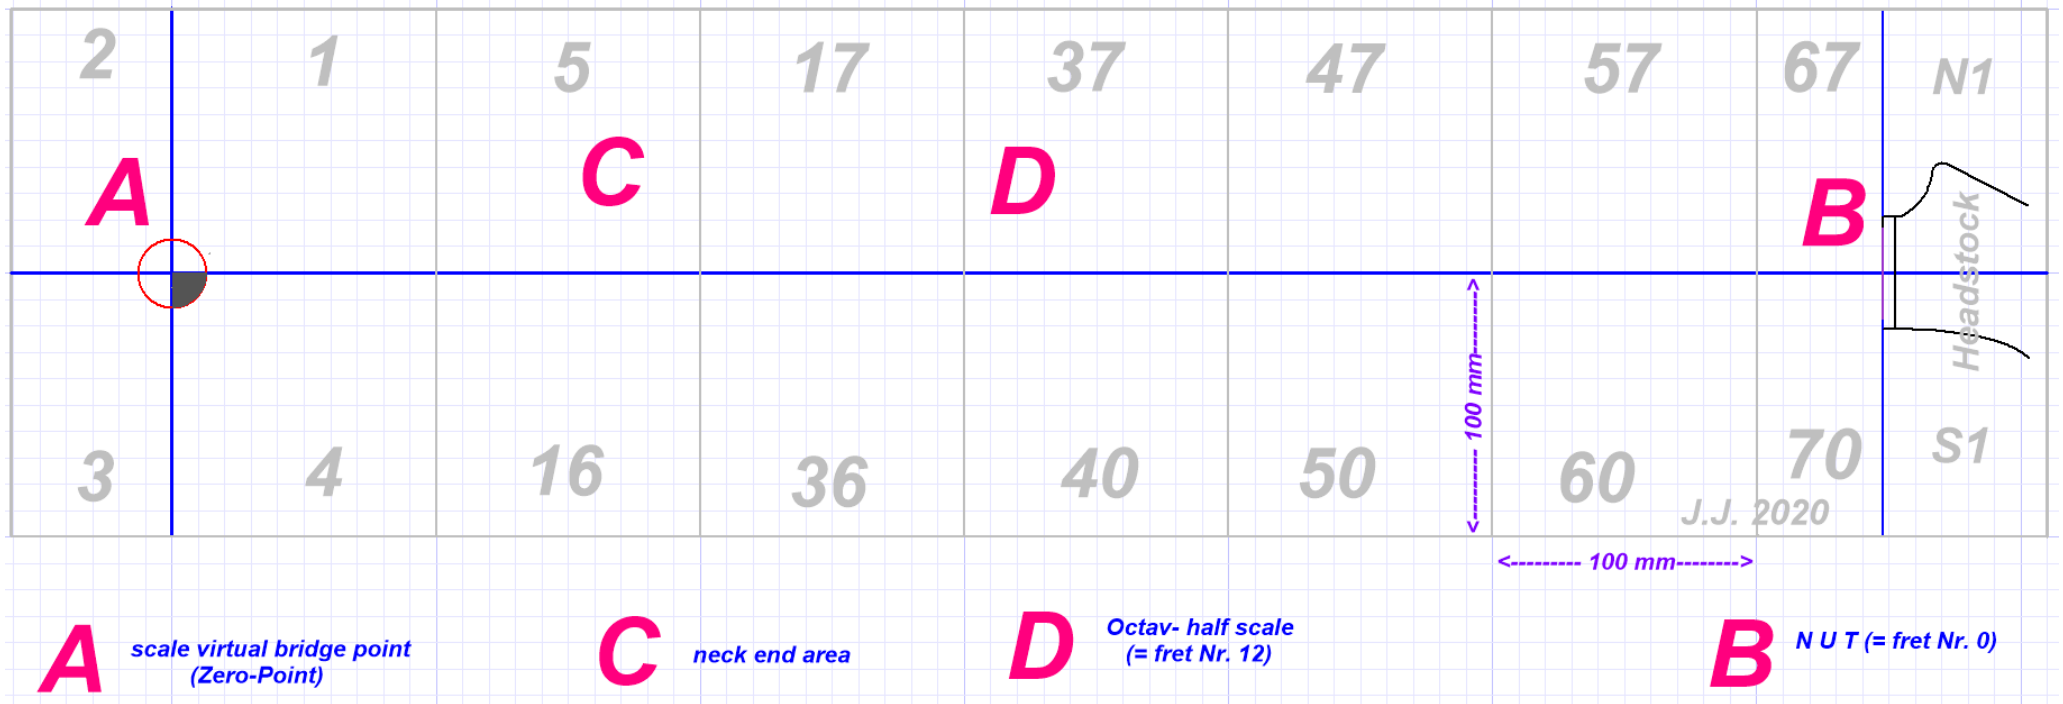 2 1 5 17 37 47 57 67 N1
A C D B
Headstock
100 mm
3 4 16 36 40 50 60 70 S1
J.J. 2020
<--------- 100 mm-------->
A scale virtual bridge point
(Zero-Point)
C neck end area
D Octav- half scale
(= fret Nr. 12)
B N U T (= fret Nr. 0)